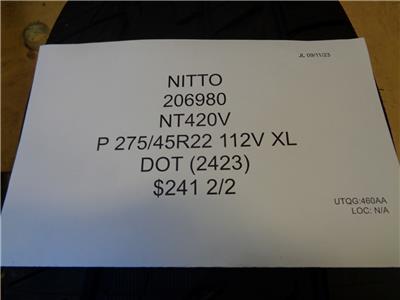 JL 09/11/23
NITTO
206980
NT420V
P 275/45R22 112V XL
DOT (2423)
$241 2/2
UTQG:460AA
LOC: N/A